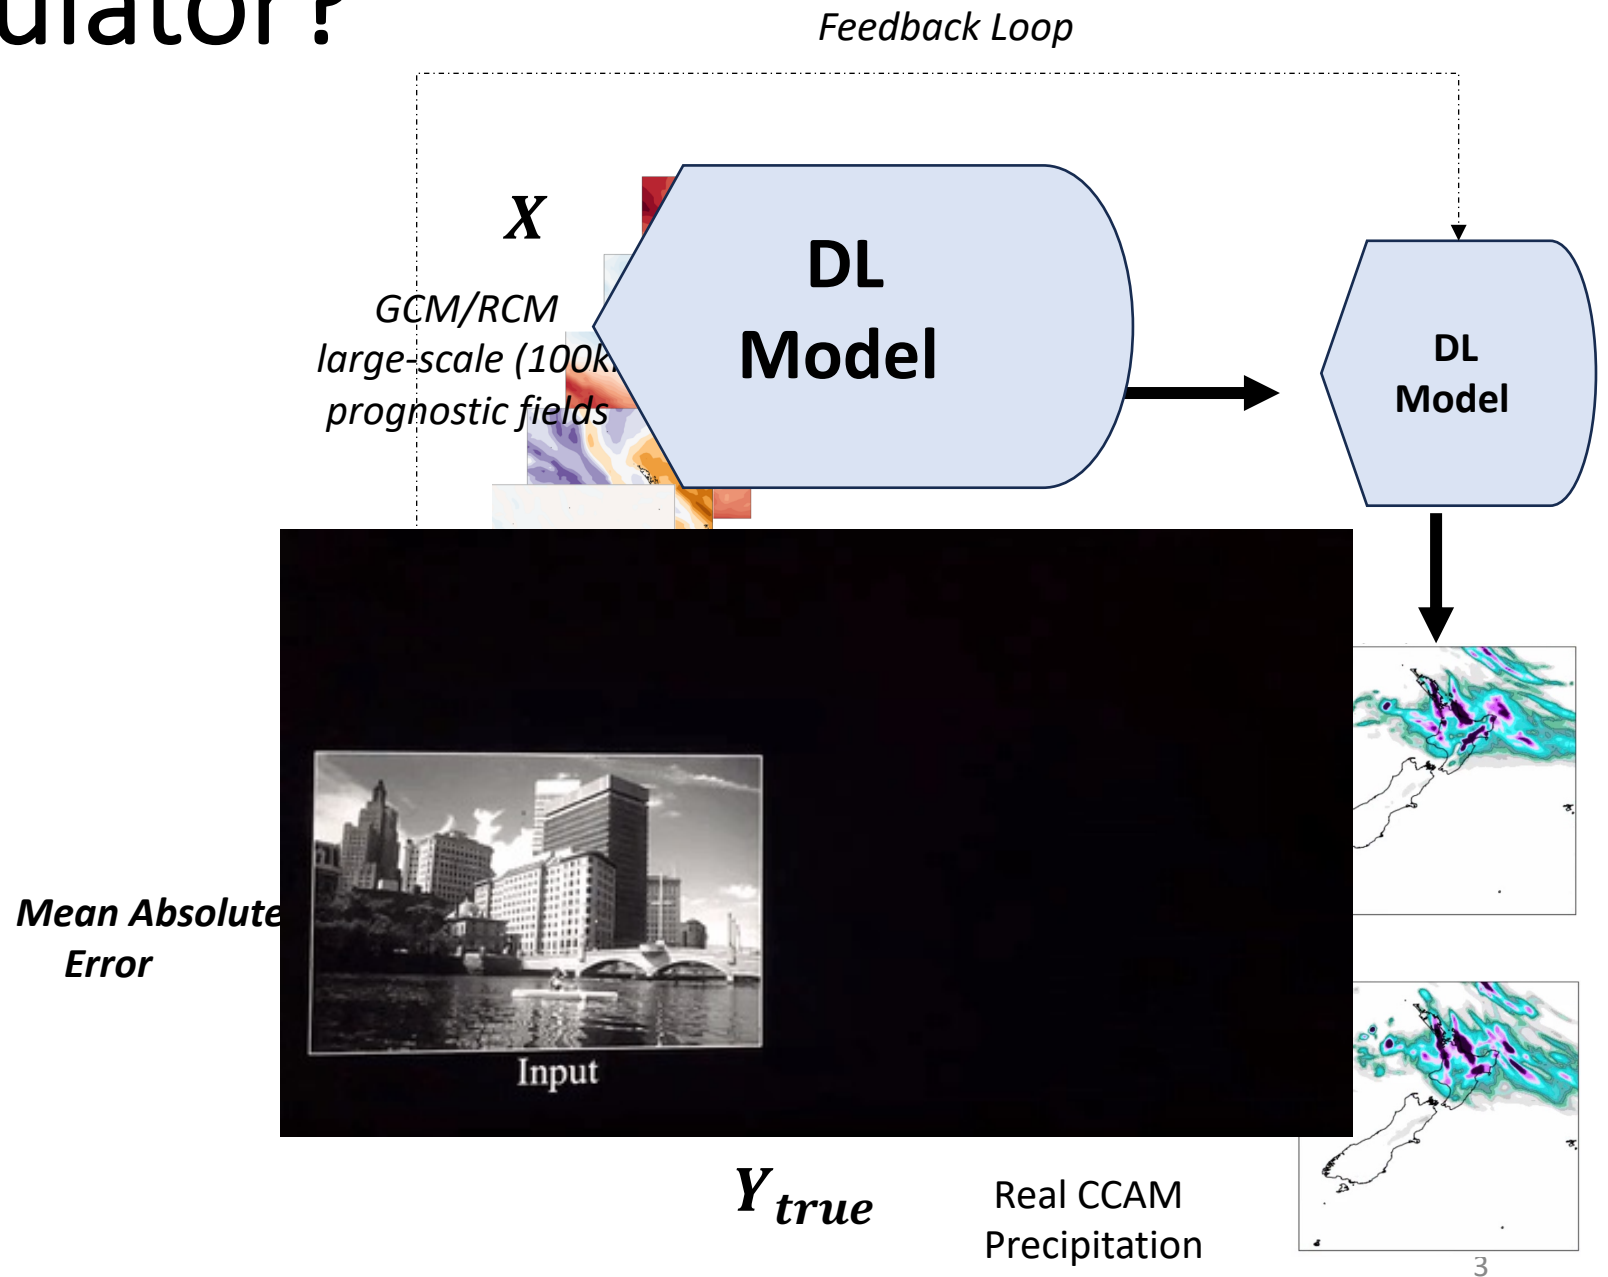 ulator?
Feedback Loop
X
GCM/RCM
large-scale (100k
prognostic fields
DL
Model
DL
Model
Mean Absolute
Error
Input
Y true
Real CCAM
Precipitation
3